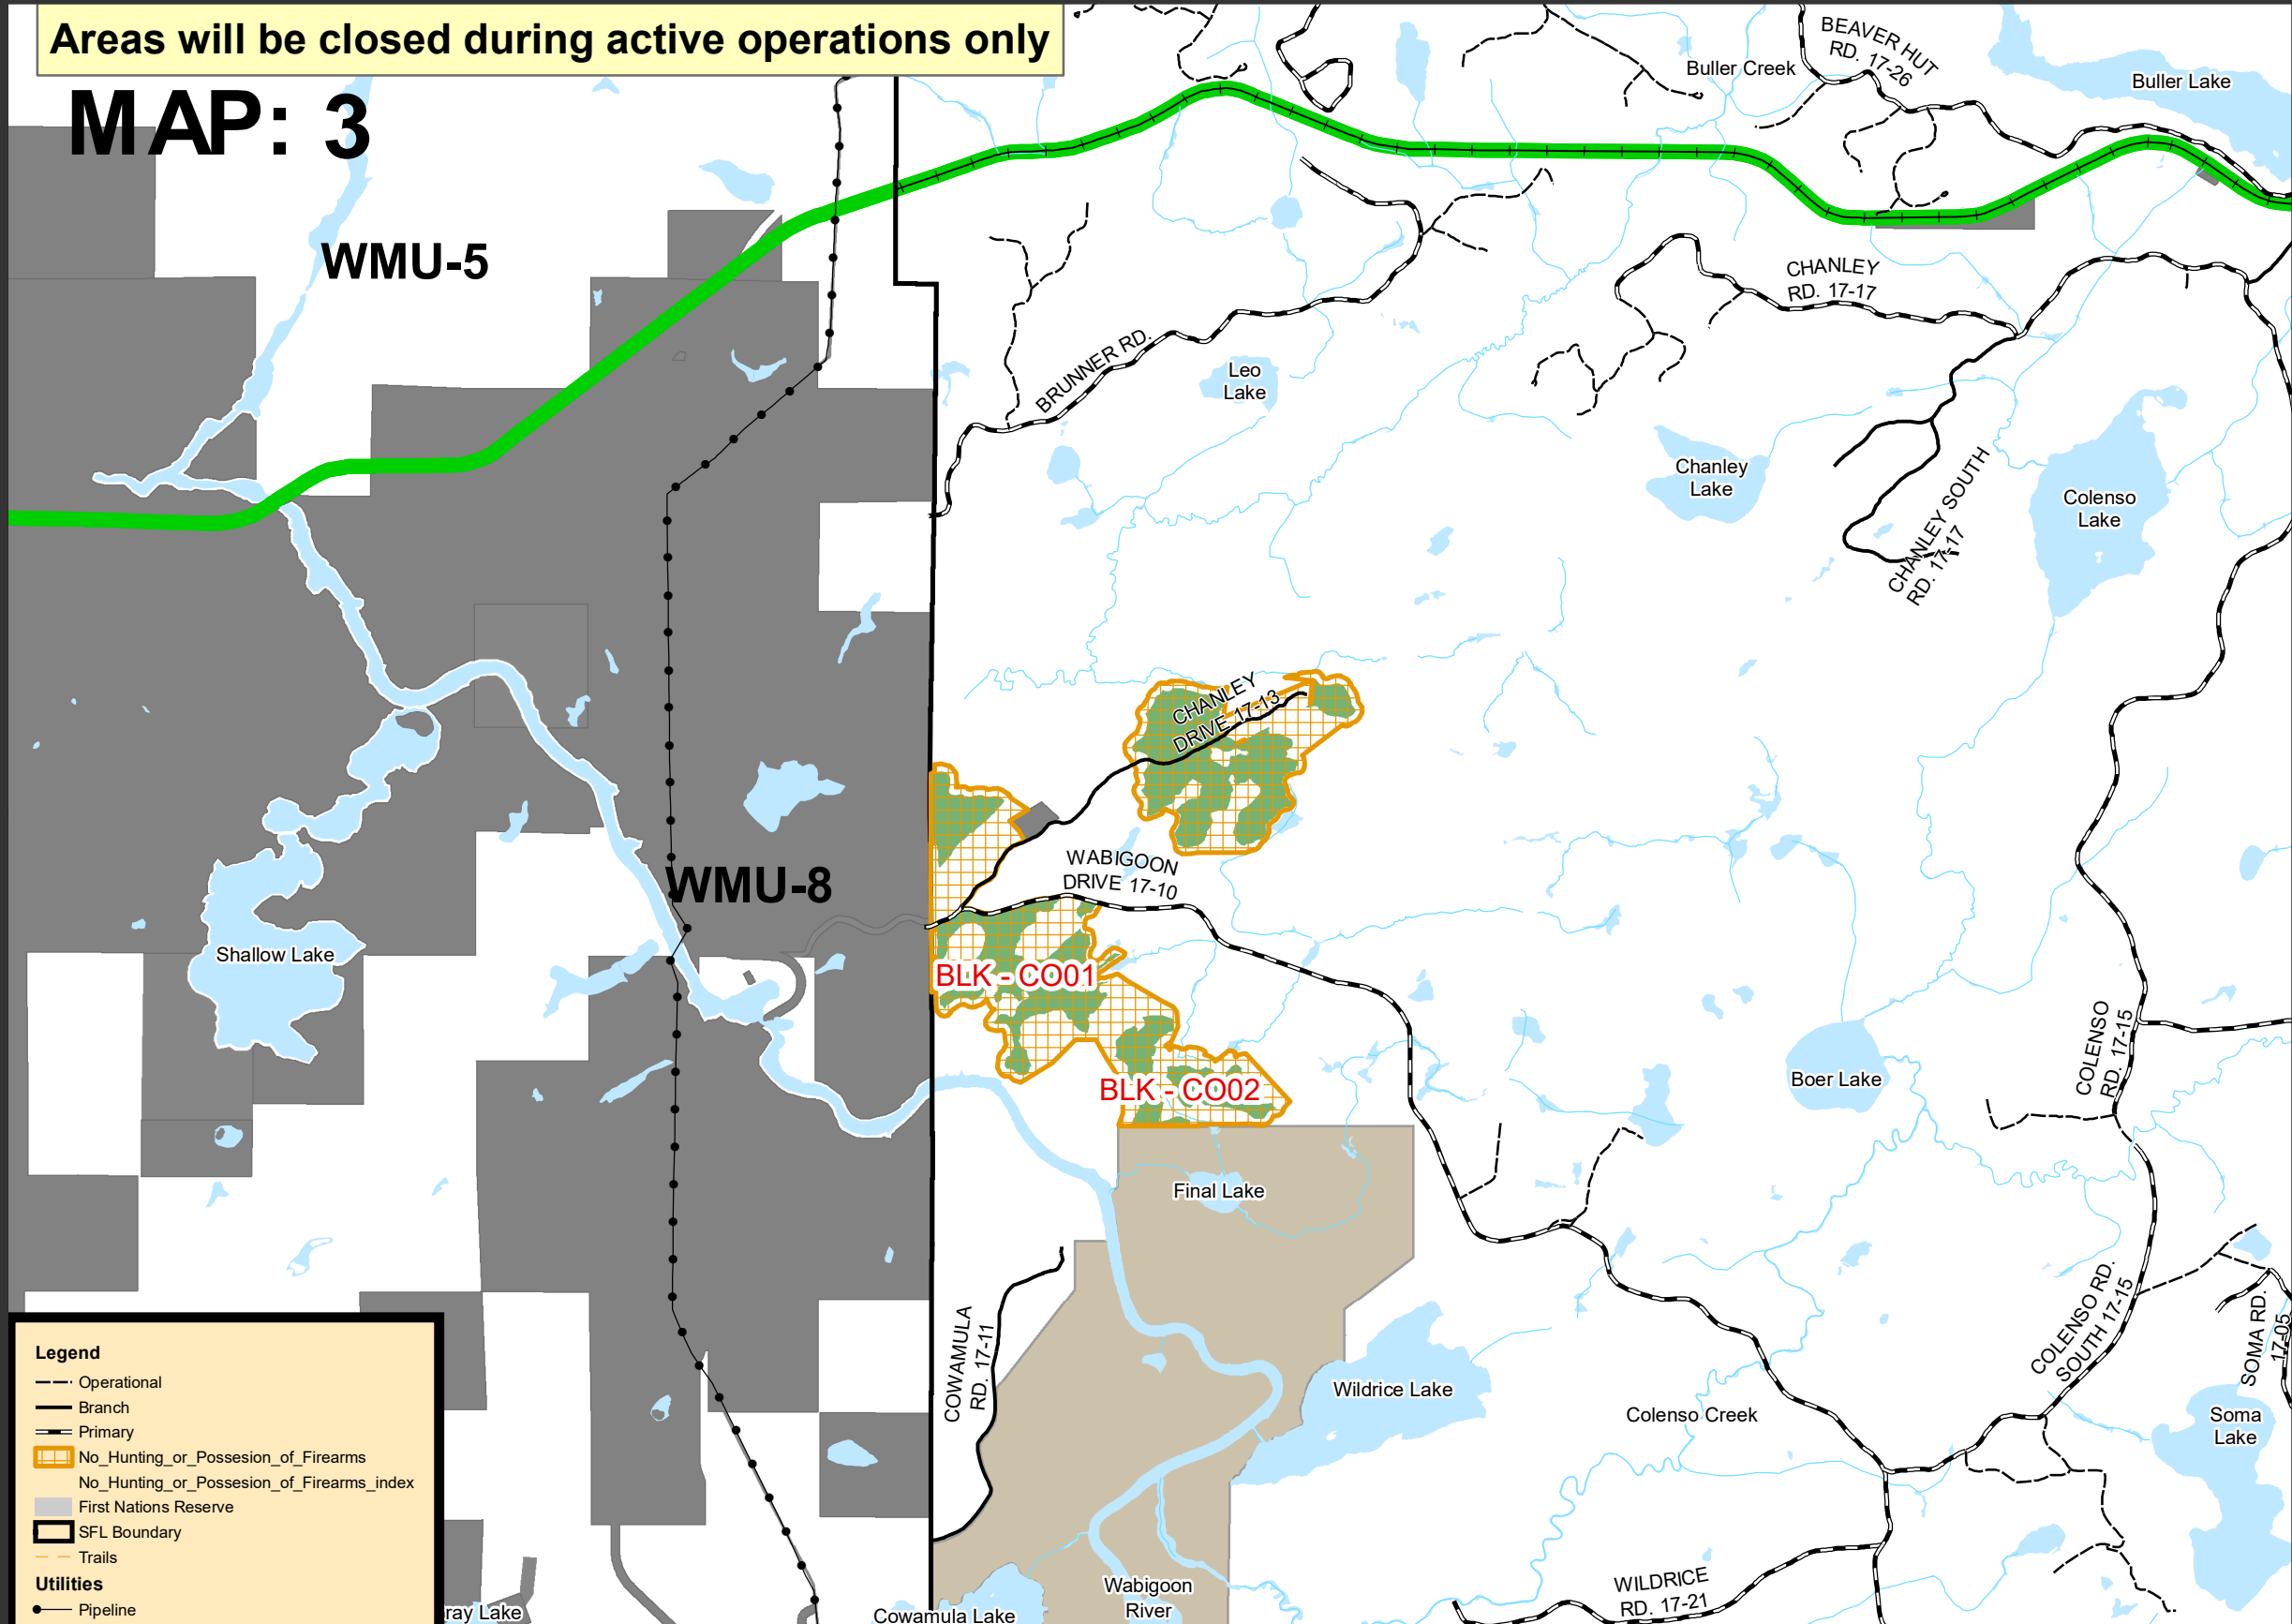 Areas will be closed during active operations only
MAP: 3
BEAVER HUT
RD. 17-26
Buller Creek
Buller Lake
WMU-5
CHANLEY
RD. 17-17
BRUNNER RD.
Leo
Lake
Chanley
Lake
CHANLEY SOUTH
RD. 17-17
Colenso
Lake
CHANLEY
DRIVE 17-13
WABIGOON
DRIVE 17-10
WMU-8
Shallow Lake
BLK - CO01
BLK - CO02
Boer Lake
COLENSO
RD. 17-15
Final Lake
COWAMULA
RD. 17-11
Wildrice Lake
Colenso Creek
COLENSO RD.
SOUTH 17-15
SOMA RD.
17-05
Soma
Lake
Wabigoon
River
WILDRICE
RD. 17-21
Cowamula Lake
ray Lake
Legend
Operational
Branch
Primary
No_Hunting_or_Possesion_of_Firearms
No_Hunting_or_Possesion_of_Firearms_index
First Nations Reserve
SFL Boundary
Trails
Utilities
Pipeline